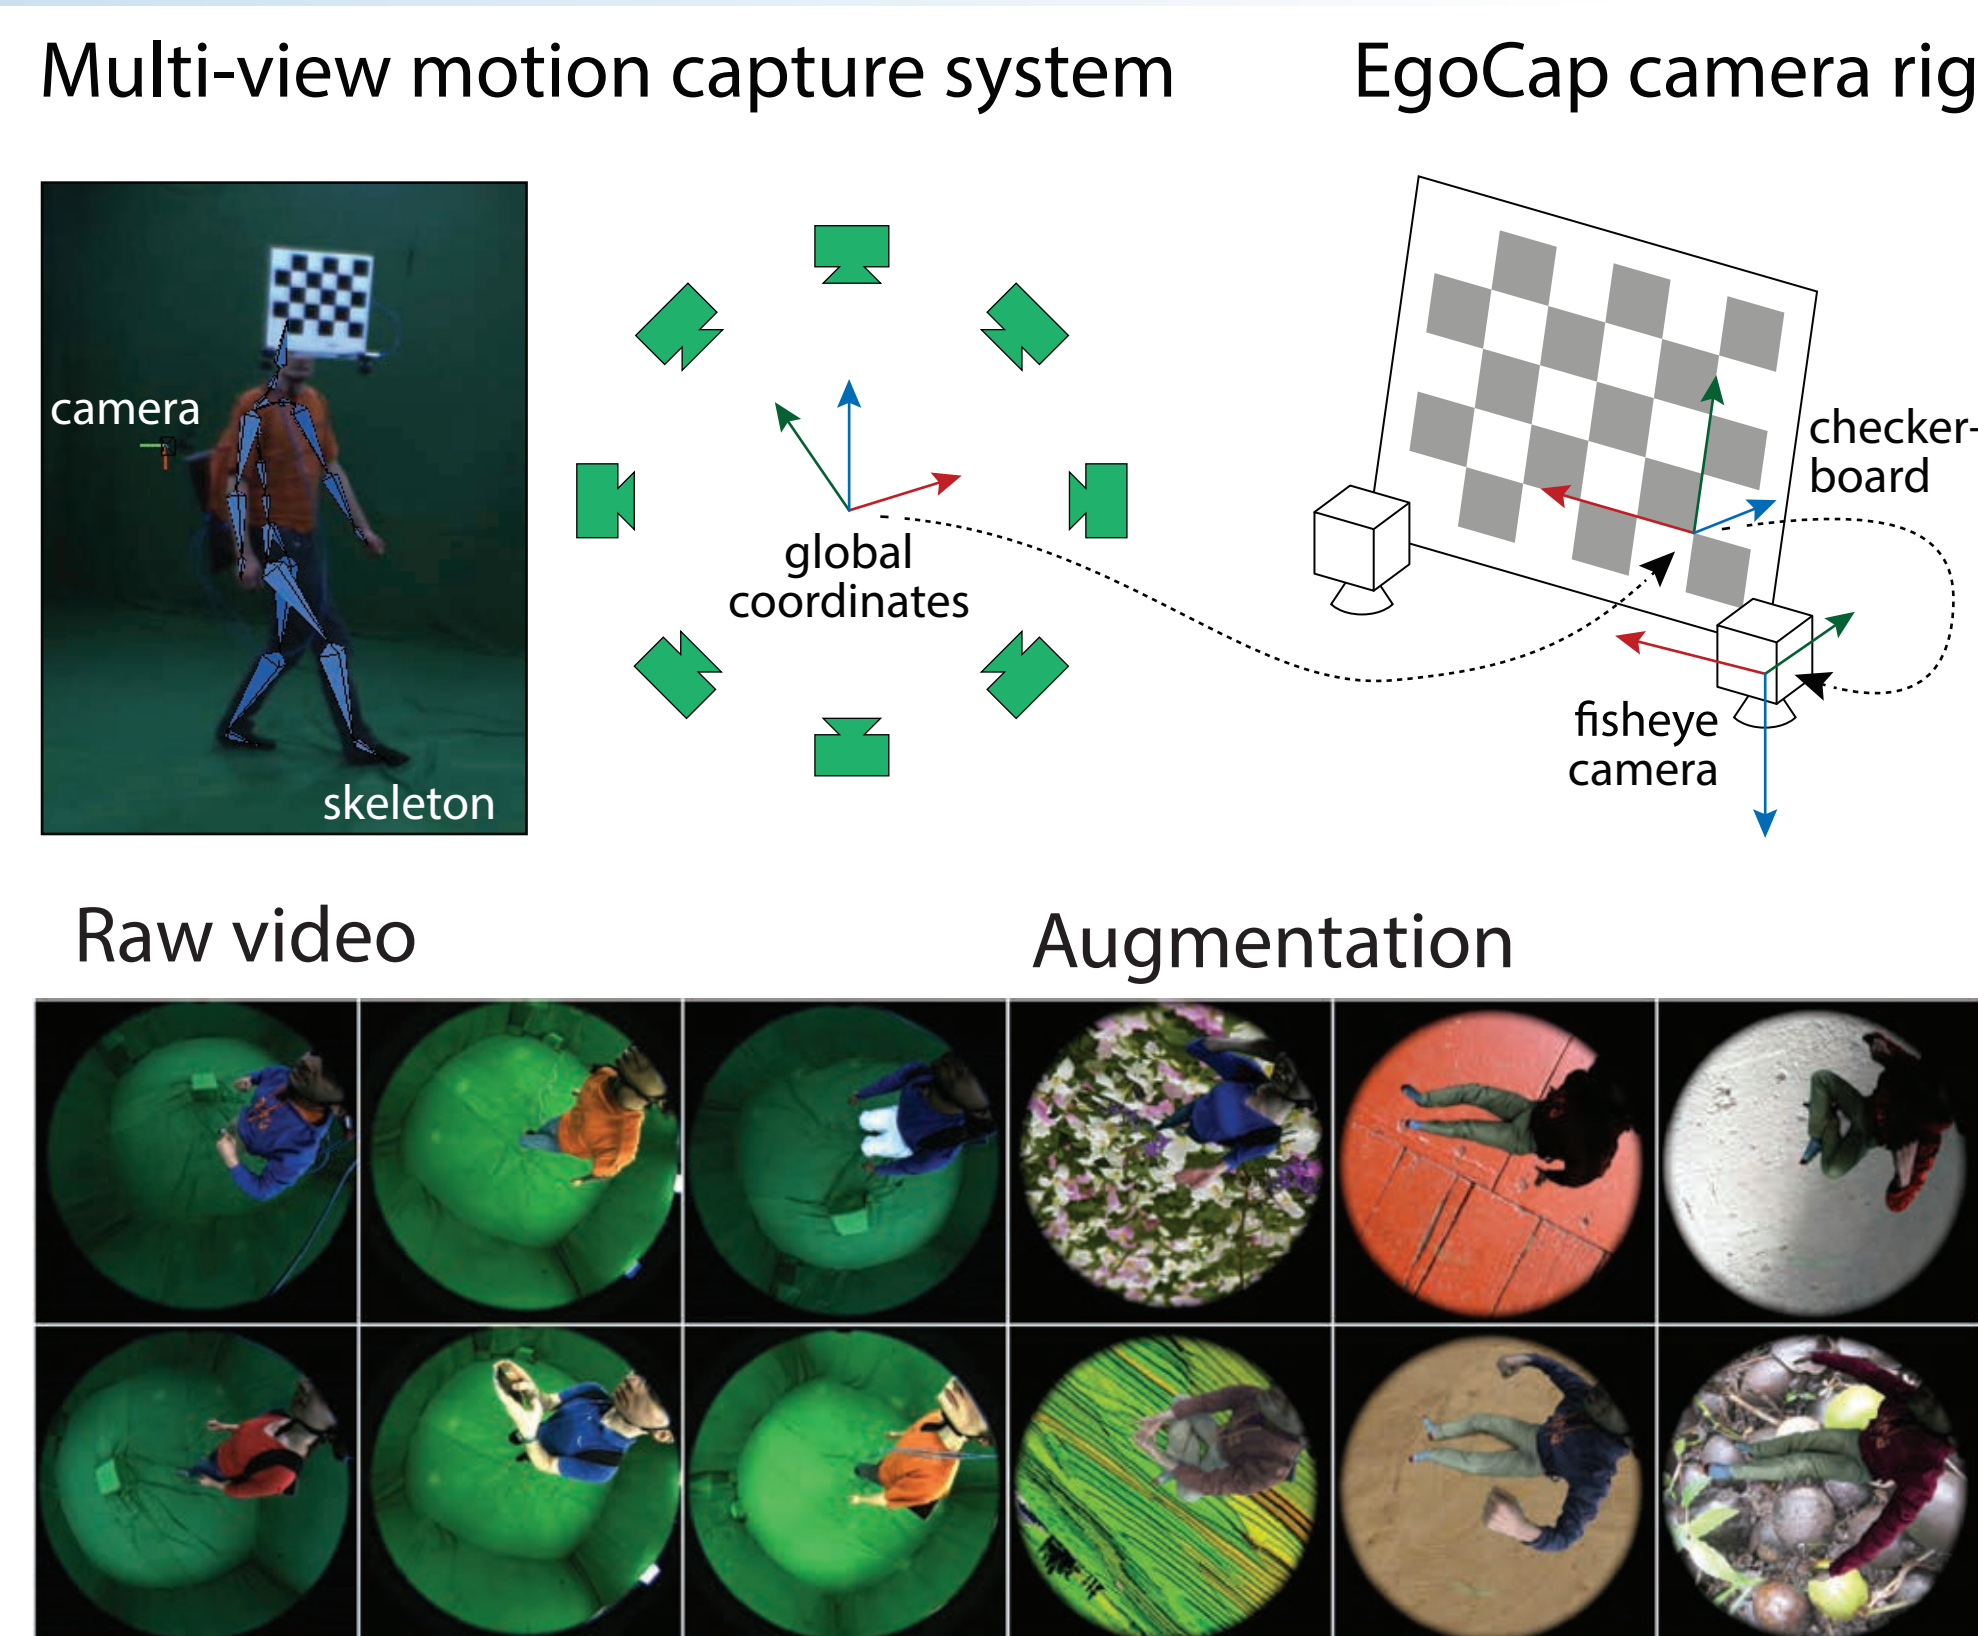 Multi-view motion capture system
EgoCap camera rig
camera
skeleton
global
coordinates
checker-
board
fisheye
camera
Raw video
Augmentation